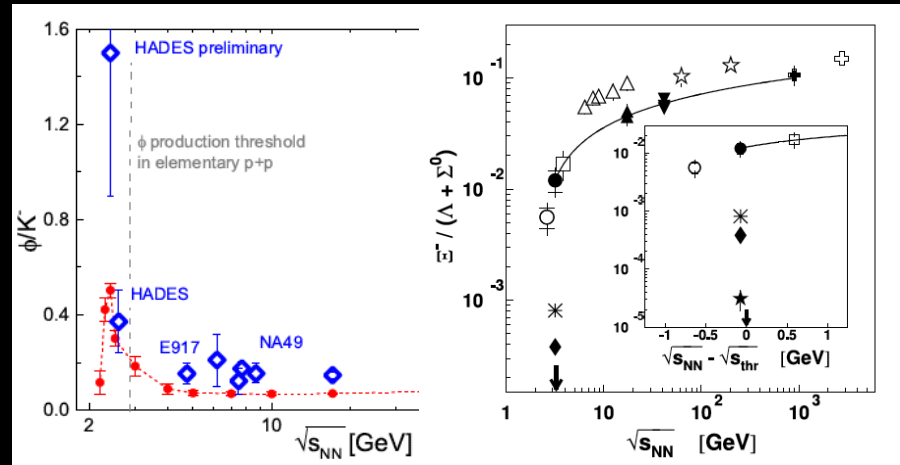 1.6
1.2
0.8
0.4
0.0
ϕ/K⁻
HADES preliminary
ϕ production threshold
in elementary p+p
HADES
E917
NA49
2
10
√s_NN [GeV]
Ξ⁻ / (Λ + Σ⁰)
10⁻¹
10⁻²
10⁻³
1
10
10²
10³
√s_NN [GeV]
10⁻²
10⁻³
10⁻⁴
10⁻⁵
-1
-0.5
0
0.5
1
√s_NN - √s_thr [GeV]